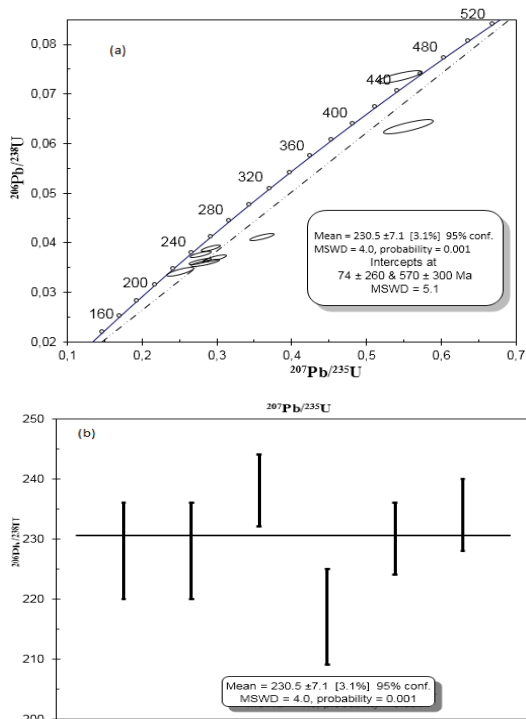 (a)
520
480
440
400
360
320
280
240
200
160
0,08
0,07
0,06
0,05
0,04
0,03
0,02
²⁰⁶Pb/²³⁸U
Mean = 230.5 ±7.1 [3.1%] 95% conf.
MSWD = 4.0, probability = 0.001
Intercepts at
74 ± 260 & 570 ± 300 Ma
MSWD = 5.1
0,1 0,2 0,3 0,4 0,5 0,6 0,7
²⁰⁷Pb/²³⁵U
²⁰⁷Pb/²³⁵U
(b)
250
240
230
220
210
200
²⁰⁶Pb/²³⁸U
Mean = 230.5 ±7.1 [3.1%] 95% conf.
MSWD = 4.0, probability = 0.001